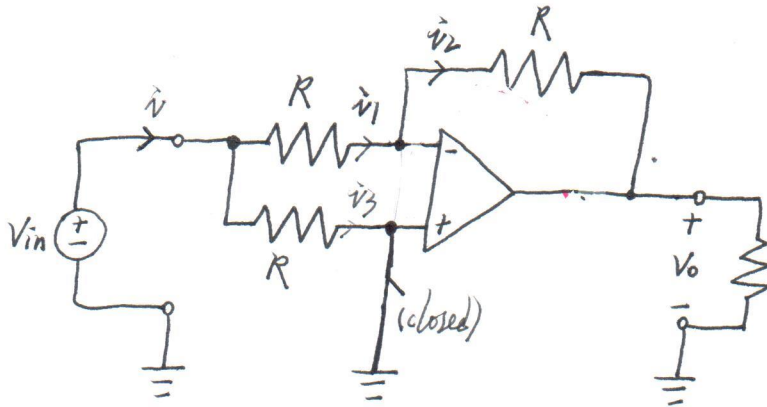 R
i2
R
i1
i
i3
Vin
+
-
R
-
+
(closed)
+
Vo
-